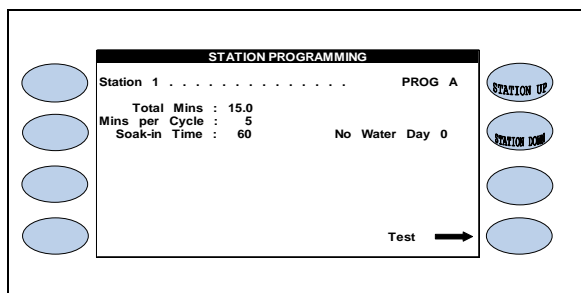 STATION PROGRAMMING
Station 1 . . . . . . . . . . . . . . PROG A
STATION UP
Total Mins : 15.0
Mins per Cycle : 5
Soak-in Time : 60 No Water Day 0
STATION DOWN
Test